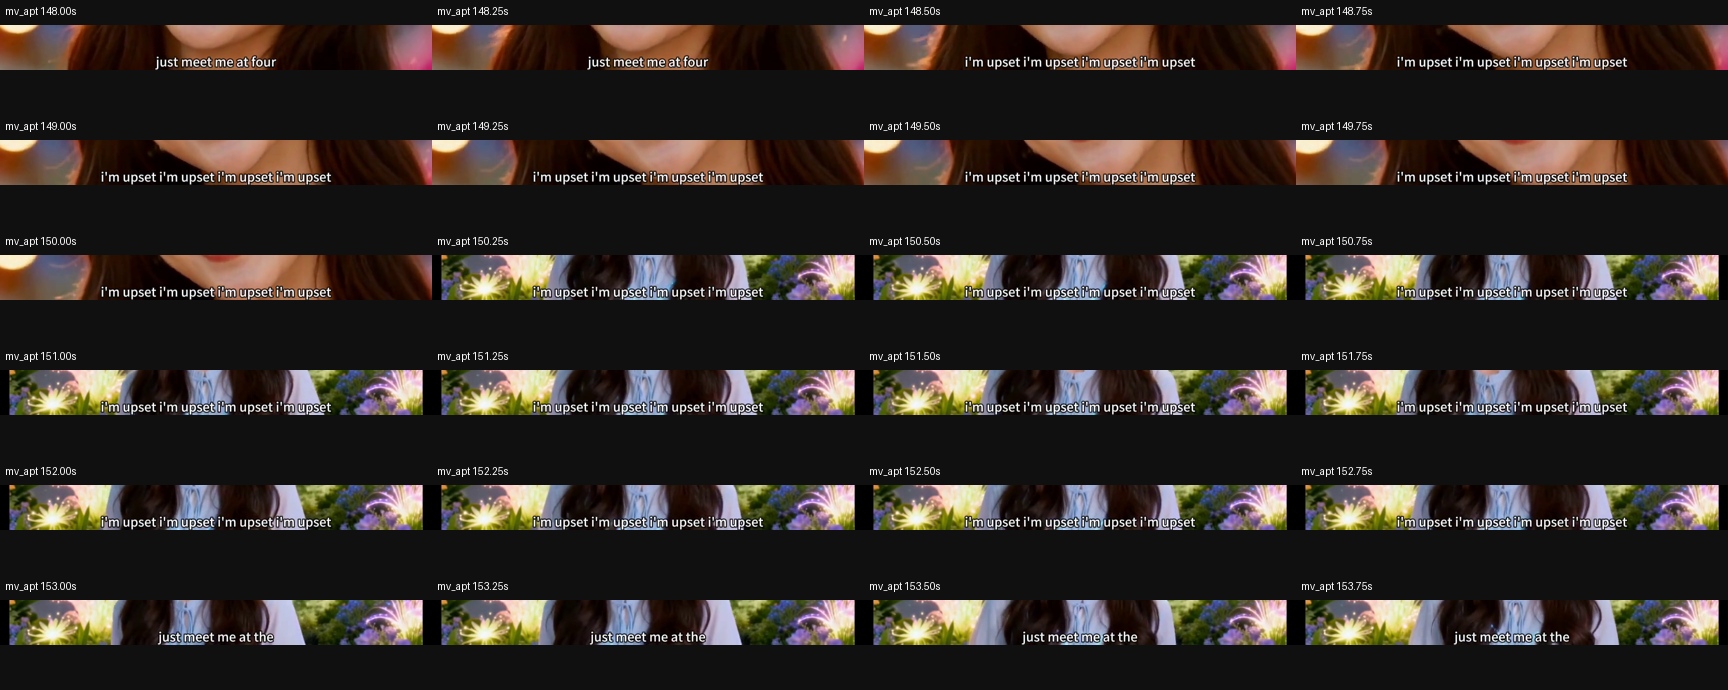 mv_apt 148.00s
mv_apt 148.25s
mv_apt 148.50s
mv_apt 148.75s
just meet me at four
just meet me at four
i'm upset i'm upset i'm upset i'm upset
i'm upset i'm upset i'm upset i'm upset
mv_apt 149.00s
mv_apt 149.25s
mv_apt 149.50s
mv_apt 149.75s
i'm upset i'm upset i'm upset i'm upset
i'm upset i'm upset i'm upset i'm upset
i'm upset i'm upset i'm upset i'm upset
i'm upset i'm upset i'm upset i'm upset
mv_apt 150.00s
mv_apt 150.25s
mv_apt 150.50s
mv_apt 150.75s
i'm upset i'm upset i'm upset i'm upset
i'm upset i'm upset i'm upset i'm upset
i'm upset i'm upset i'm upset i'm upset
i'm upset i'm upset i'm upset i'm upset
mv_apt 151.00s
mv_apt 151.25s
mv_apt 151.50s
mv_apt 151.75s
i'm upset i'm upset i'm upset i'm upset
i'm upset i'm upset i'm upset i'm upset
i'm upset i'm upset i'm upset i'm upset
i'm upset i'm upset i'm upset i'm upset
mv_apt 152.00s
mv_apt 152.25s
mv_apt 152.50s
mv_apt 152.75s
i'm upset i'm upset i'm upset i'm upset
i'm upset i'm upset i'm upset i'm upset
i'm upset i'm upset i'm upset i'm upset
i'm upset i'm upset i'm upset i'm upset
mv_apt 153.00s
mv_apt 153.25s
mv_apt 153.50s
mv_apt 153.75s
just meet me at the
just meet me at the
just meet me at the
just meet me at the